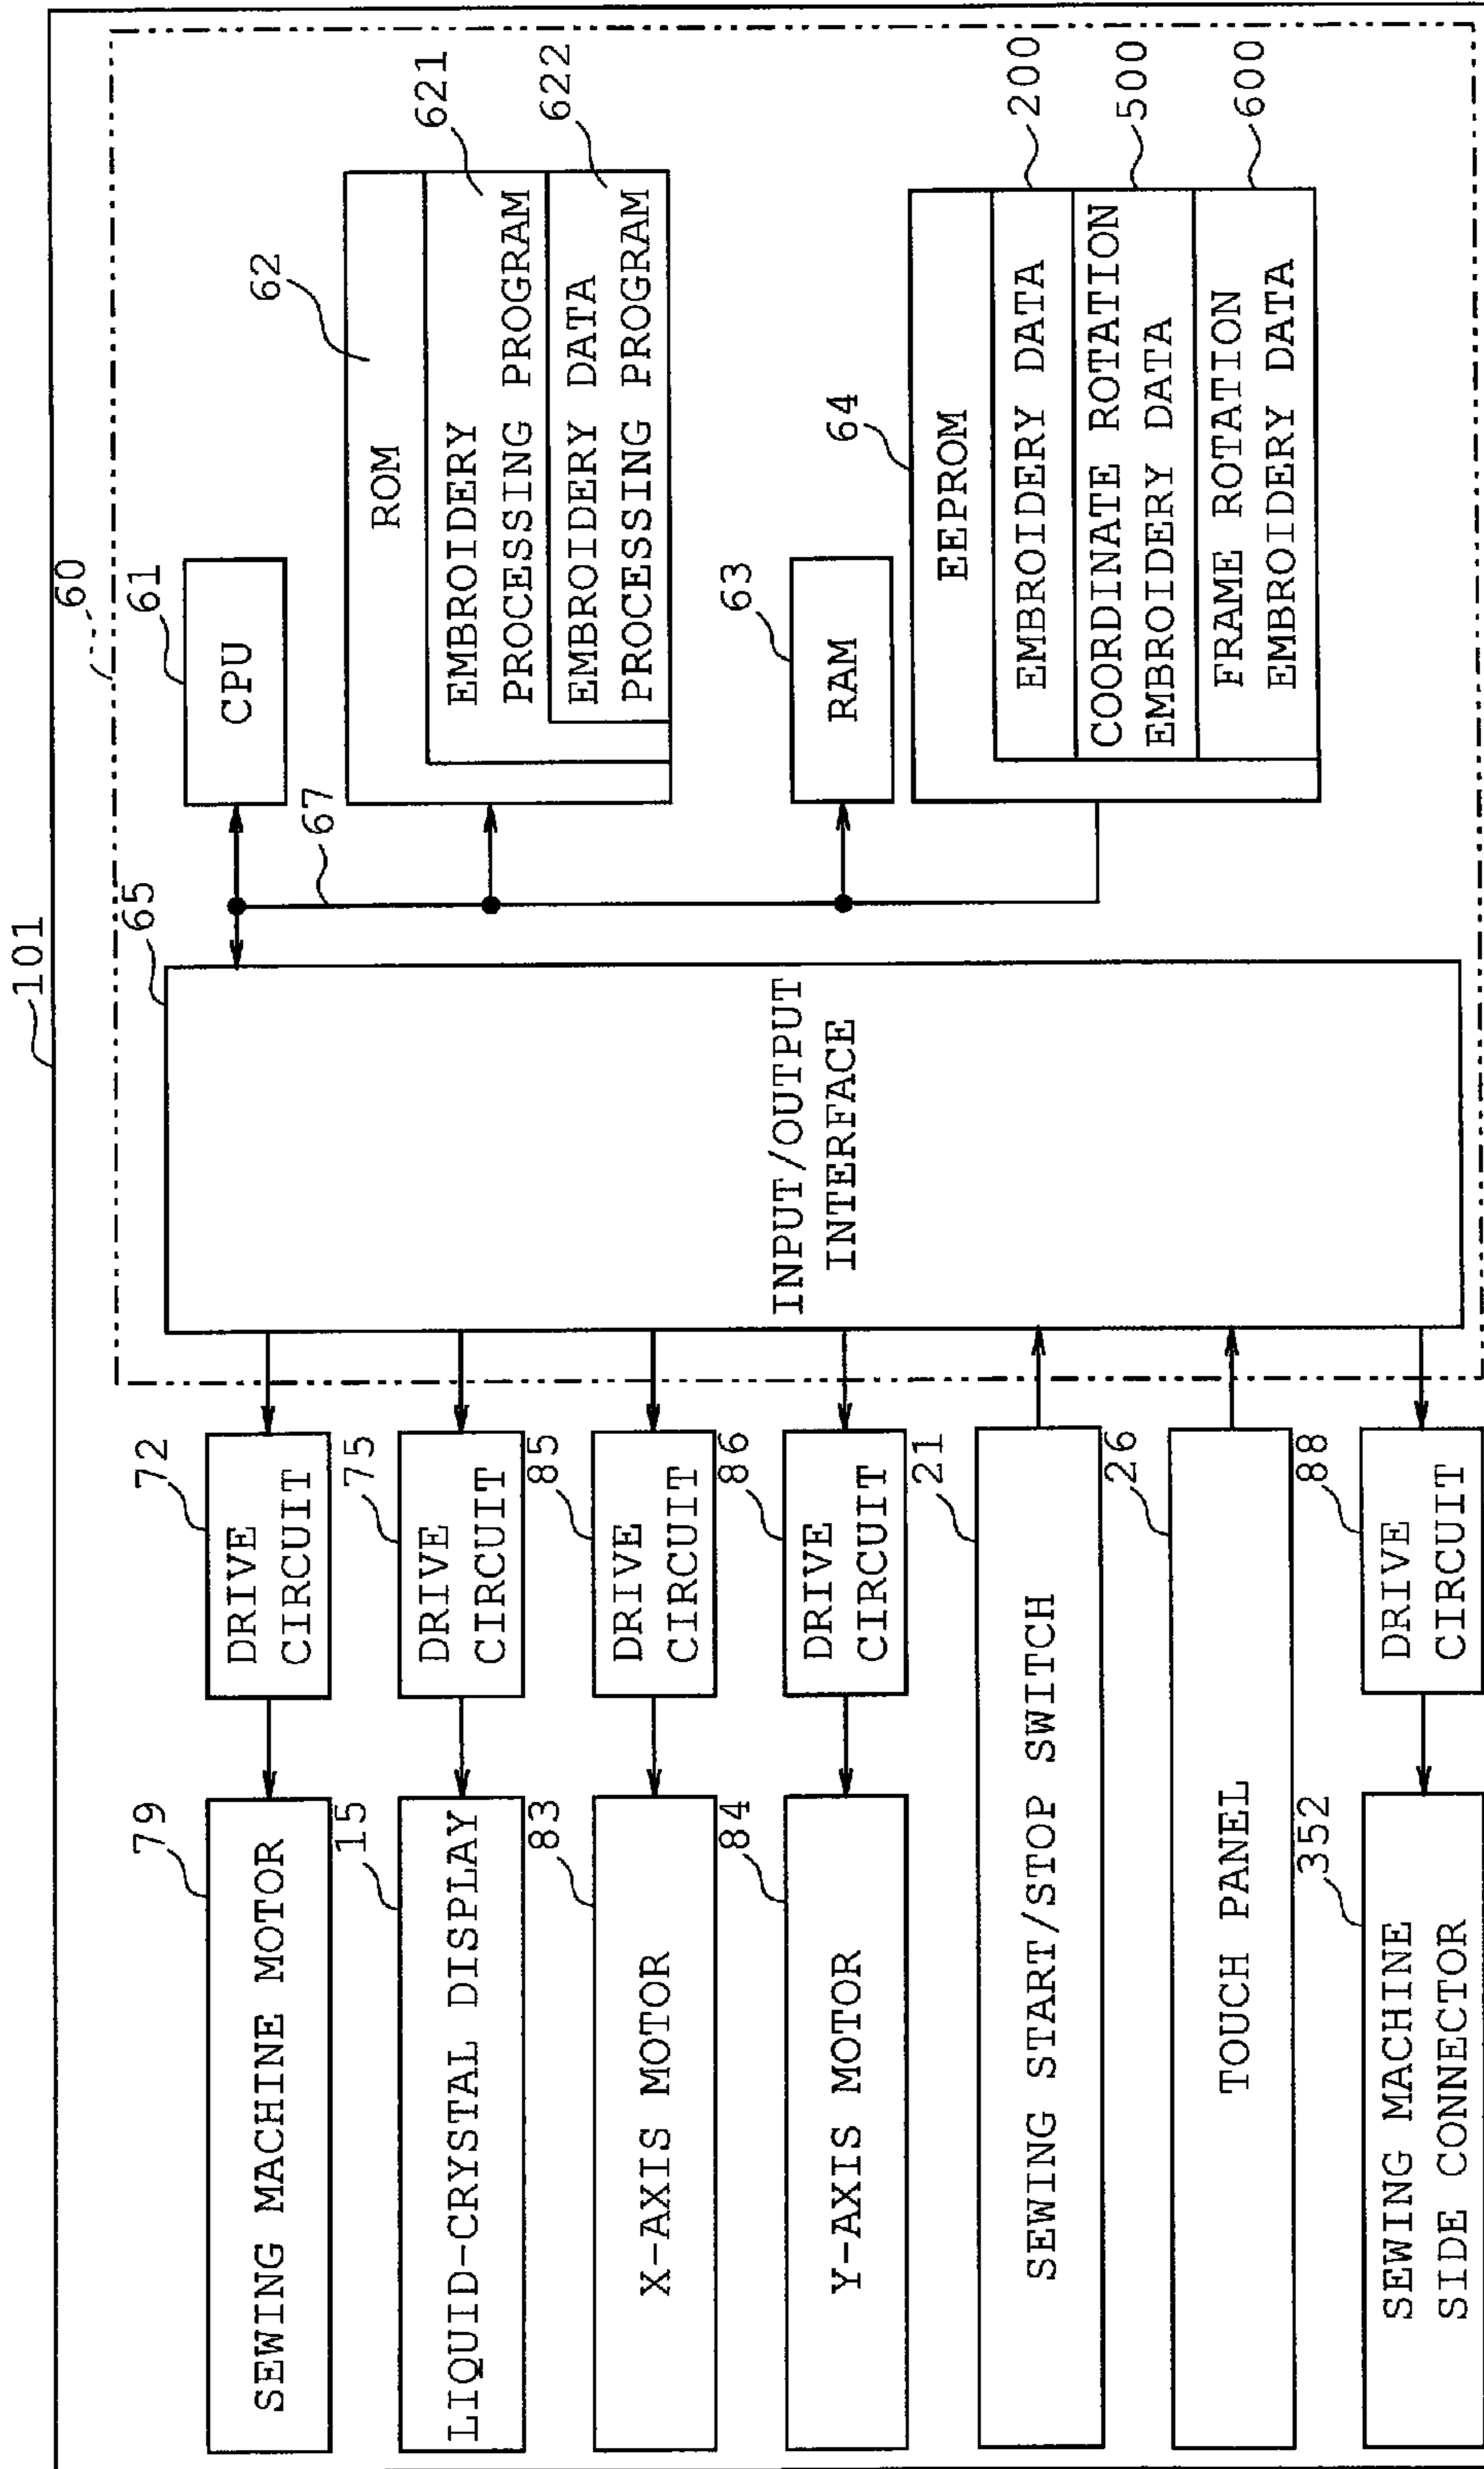 101
60
65
61
CPU
67
62
ROM
621
EMBROIDERY
PROCESSING PROGRAM
622
EMBROIDERY DATA
PROCESSING PROGRAM
63
RAM
64
EEPROM
EMBROIDERY DATA
200
COORDINATE ROTATION
EMBROIDERY DATA
500
FRAME ROTATION
EMBROIDERY DATA
600
INPUT/OUTPUT
INTERFACE
79
SEWING MACHINE MOTOR
72
DRIVE
CIRCUIT
15
LIQUID-CRYSTAL DISPLAY
75
DRIVE
CIRCUIT
83
X-AXIS MOTOR
85
DRIVE
CIRCUIT
84
Y-AXIS MOTOR
86
DRIVE
CIRCUIT
21
SEWING START/STOP SWITCH
26
TOUCH PANEL
352
SEWING MACHINE
SIDE CONNECTOR
88
DRIVE
CIRCUIT